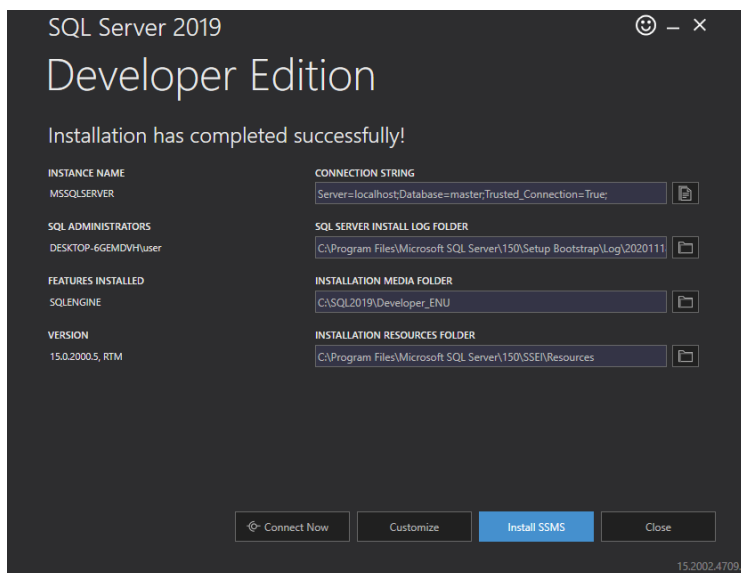 SQL Server 2019
Developer Edition
Installation has completed successfully!
INSTANCE NAME
MSSQLSERVER
CONNECTION STRING
Server=localhost;Database=master;Trusted_Connection=True;
SQL ADMINISTRATORS
DESKTOP-6GEMDVH\user
SQL SERVER INSTALL LOG FOLDER
C:\Program Files\Microsoft SQL Server\150\Setup Bootstrap\Log\2020111
FEATURES INSTALLED
SQLENGINE
INSTALLATION MEDIA FOLDER
C:\SQL2019\Developer_ENU
VERSION
15.0.2000.5, RTM
INSTALLATION RESOURCES FOLDER
C:\Program Files\Microsoft SQL Server\150\SSEI\Resources
Connect Now
Customize
Install SSMS
Close
15.2002.4709.